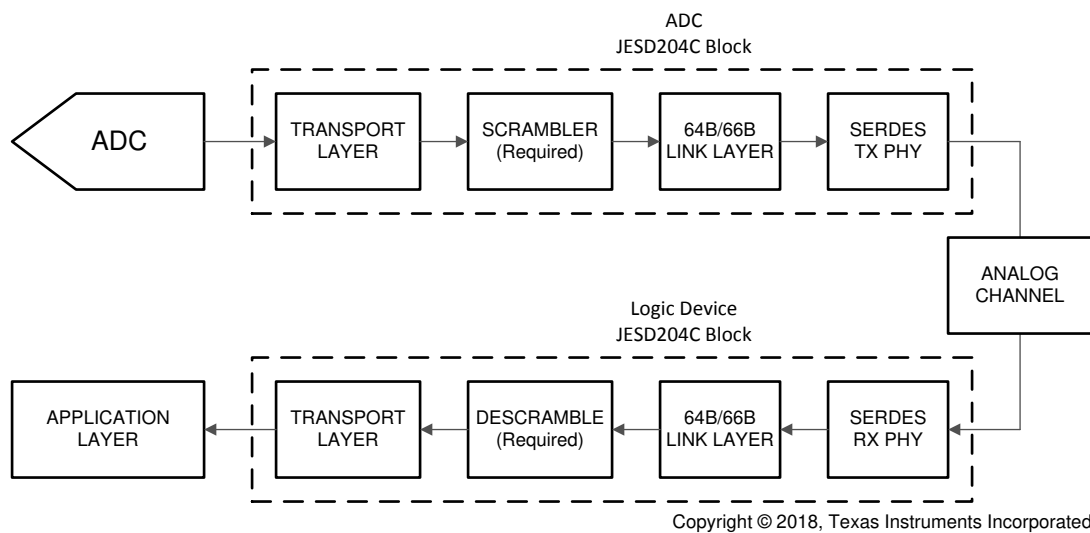 ADC
JESD204C Block
ADC
TRANSPORT
LAYER
SCRAMBLER
(Required)
64B/66B
LINK LAYER
SERDES
TX PHY
ANALOG
CHANNEL
Logic Device
JESD204C Block
APPLICATION
LAYER
TRANSPORT
LAYER
DESCRAMBLE
(Required)
64B/66B
LINK LAYER
SERDES
RX PHY
Copyright © 2018, Texas Instruments Incorporated